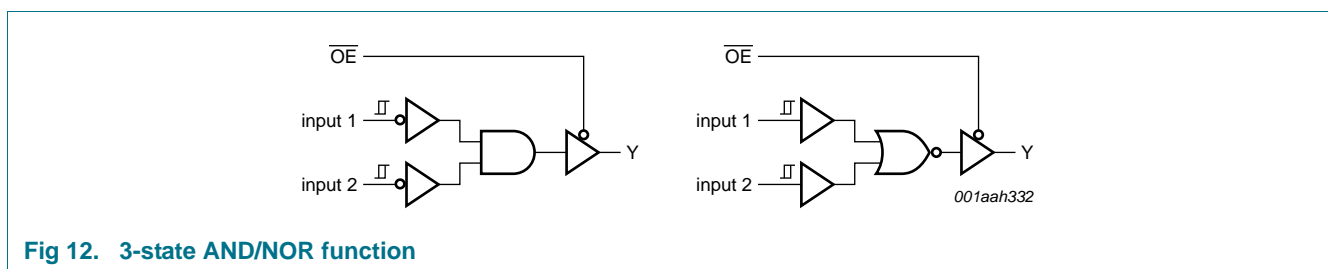 OE OE
input 1 input 1
Y Y
input 2 input 2
001aah332
Fig 12. 3-state AND/NOR function